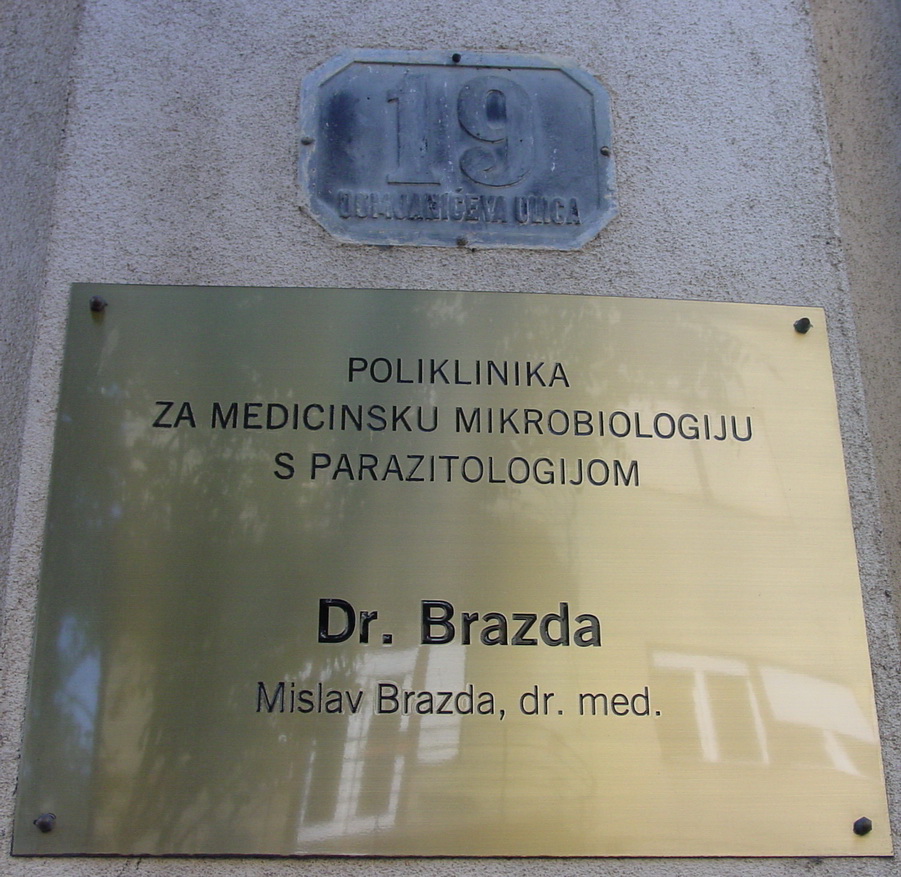 19
ULICA
POLIKLINIKA
ZA MEDICINSKU MIKROBIOLOGIJU
S PARAZITOLOGIJOM
Dr. Brazda
Mislav Brazda, dr. med.